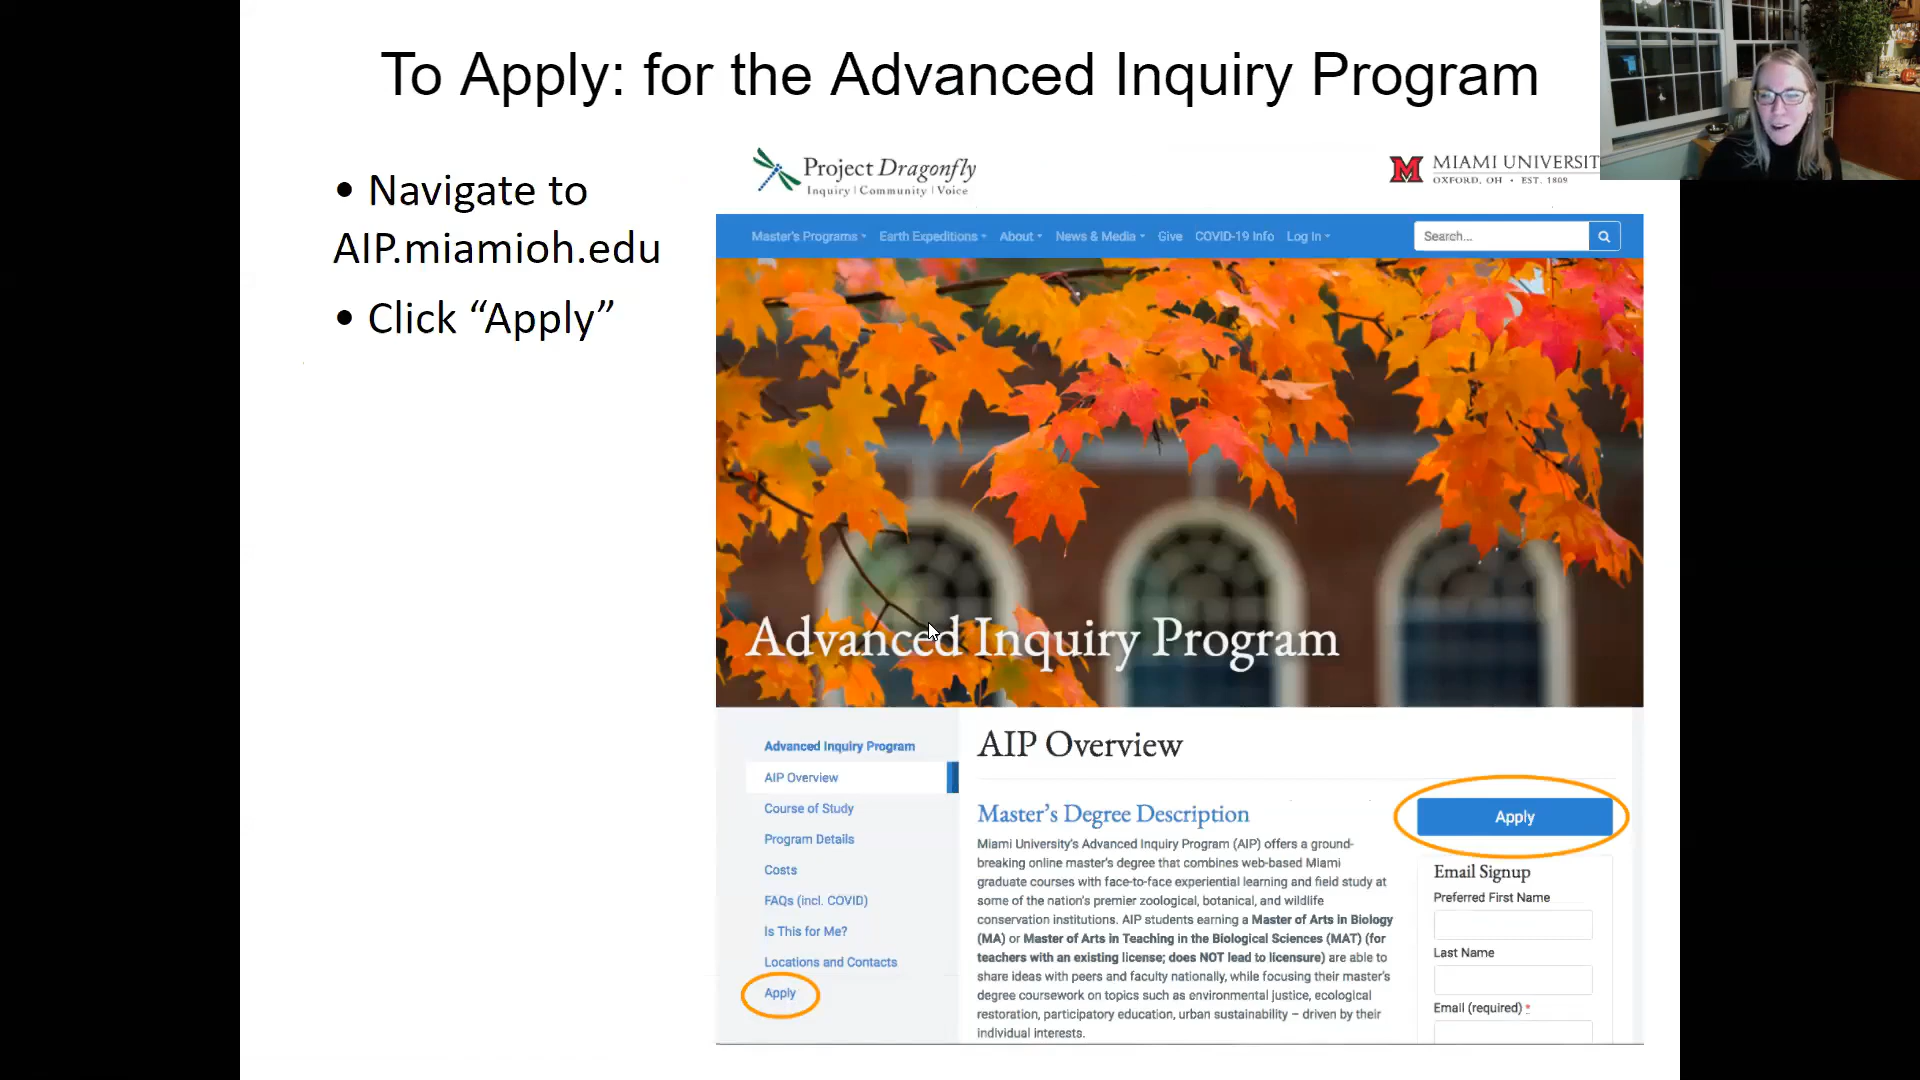 To Apply: for the Advanced Inquiry Program
• Navigate to
AIP.miamioh.edu
• Click “Apply”
Project Dragonfly
Inquiry | Community | Voice
M MIAMI UNIVERSIT
OXFORD, OH • EST. 1809
Master's Programs Earth Expeditions About News & Media Give COVID-19 Info Log In Search...
Advanced Inquiry Program
Advanced Inquiry Program
AIP Overview
Course of Study
Program Details
Costs
FAQs (incl. COVID)
Is This for Me?
Locations and Contacts
Apply
AIP Overview
Master's Degree Description
Miami University's Advanced Inquiry Program (AIP) offers a ground-
breaking online master's degree that combines web-based Miami
graduate courses with face-to-face experiential learning and field study at
some of the nation's premier zoological, botanical, and wildlife
conservation institutions. AIP students earning a Master of Arts in Biology
(MA) or Master of Arts in Teaching in the Biological Sciences (MAT) (for
teachers with an existing license; does NOT lead to licensure) are able to
share ideas with peers and faculty nationally, while focusing their master's
degree coursework on topics such as environmental justice, ecological
restoration, participatory education, urban sustainability – driven by their
individual interests.
Apply
Email Signup
Preferred First Name
Last Name
Email (required) *